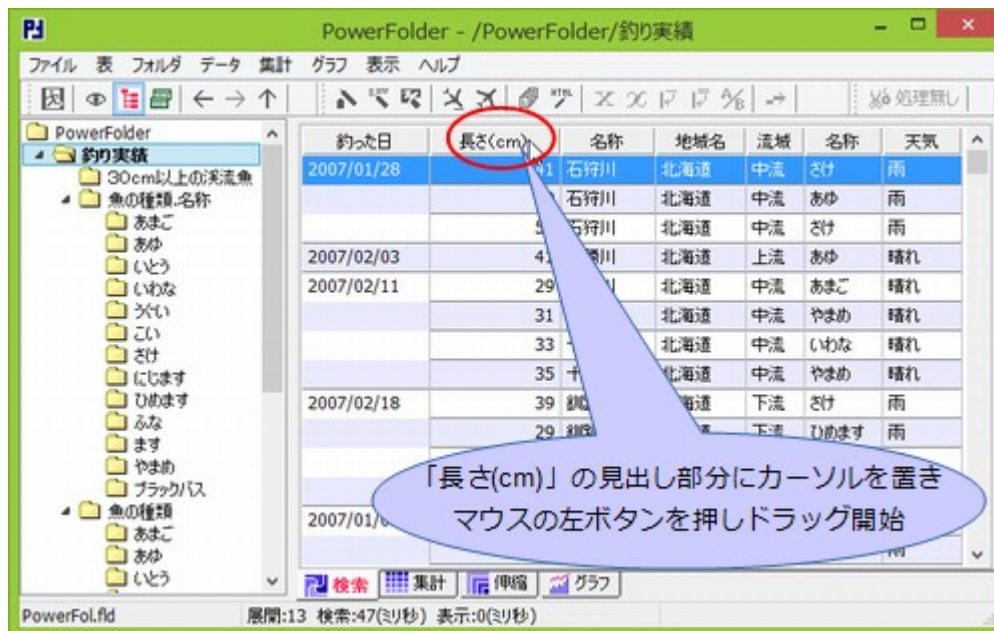 PowerFolder - /PowerFolder/釣り実績
ファイル 表 フォルダ データ 集計 グラフ 表示 ヘルプ
処理無し
PowerFolder
釣り実績
30cm以上の渓流魚
魚の種類.名称
あまご
あゆ
いとう
いわな
うぐい
こい
さけ
にじます
ひめます
ふな
ます
やまめ
ブラックバス
魚の種類
あまご
あゆ
いとう
釣った日 長さ(cm) 名称 地域名 流域 名称 天気
2007/01/28 41 石狩川 北海道 中流 さけ 雨
石狩川 北海道 中流 あゆ 雨
石狩川 北海道 中流 さけ 雨
2007/02/03 川 北海道 上流 あゆ 晴れ
2007/02/11 29 川 北海道 中流 あまご 晴れ
31 北海道 中流 やまめ 晴れ
33 北海道 中流 いわな 晴れ
35 北海道 中流 やまめ 晴れ
2007/02/18 39 下流 さけ 雨
29 下流 ひめます 雨
「長さ(cm)」の見出し部分にカーソルを置き
マウスの左ボタンを押しドラッグ開始
検索 集計 伸縮 グラフ
PowerFol.fld 展開:13 検索:47(ミリ秒) 表示:0(ミリ秒)